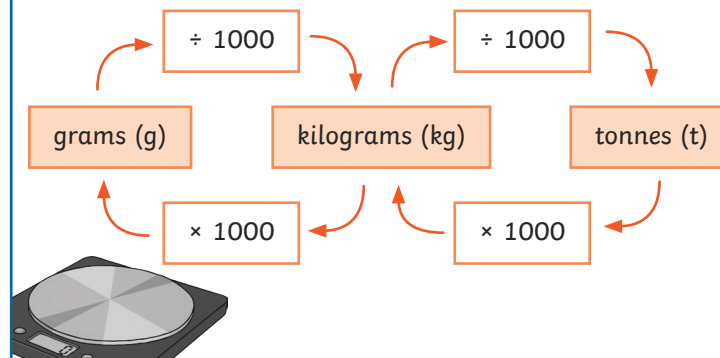 ÷ 1000
÷ 1000
grams (g)
kilograms (kg)
tonnes (t)
× 1000
× 1000